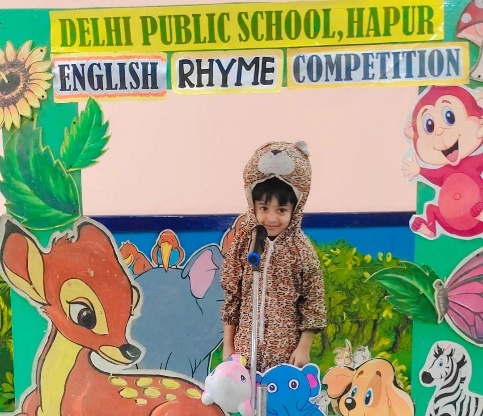 DELHI PUBLIC SCHOOL, HAPUR
ENGLISH RHYME COMPETITION